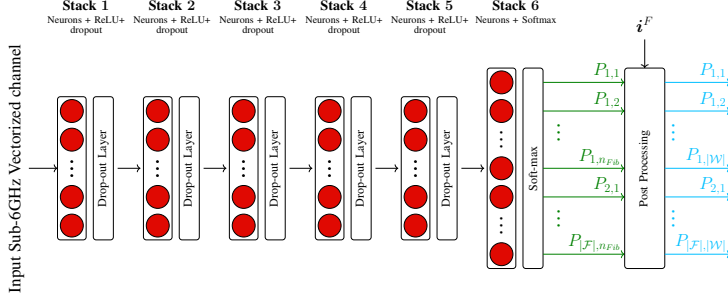 Stack 1
Neurons + ReLU+
dropout
Stack 2
Neurons + ReLU+
dropout
Stack 3
Neurons + ReLU+
dropout
Stack 4
Neurons + ReLU+
dropout
Stack 5
Neurons + ReLU+
dropout
Stack 6
Neurons + Softmax
Input Sub-6GHz Vectorized channel
Drop-out Layer
Drop-out Layer
Drop-out Layer
Drop-out Layer
Drop-out Layer
Soft-max
P_{1,1}
P_{1,2}
P_{1,n_{Fib}}
P_{2,1}
P_{|\mathcal{F}|,n_{Fib}}
i^F
Post Processing
P_{1,1}
P_{1,2}
P_{1,|\mathcal{W}|}
P_{2,1}
P_{|\mathcal{F}|,|\mathcal{W}|}